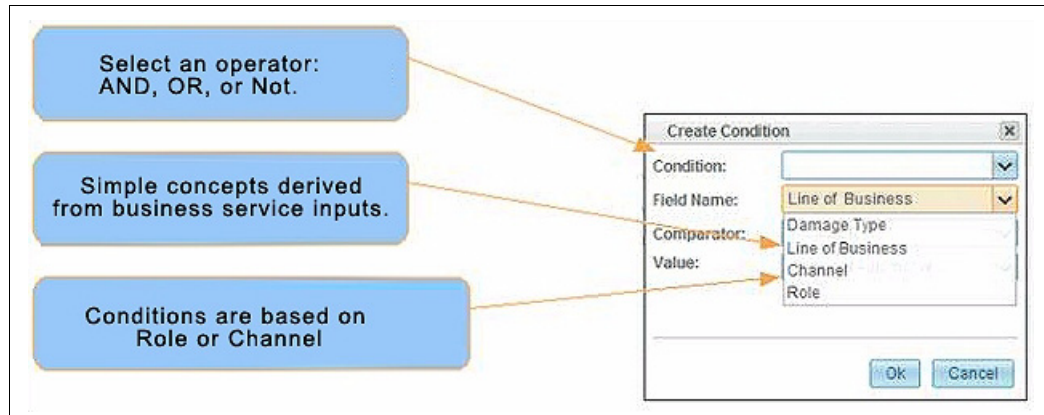 Select an operator:
AND, OR, or Not.
Simple concepts derived
from business service inputs.
Conditions are based on
Role or Channel
Create Condition
Condition:
Field Name:
Line of Business
Comparator:
Value:
Damage Type
Line of Business
Channel
Role
Ok
Cancel